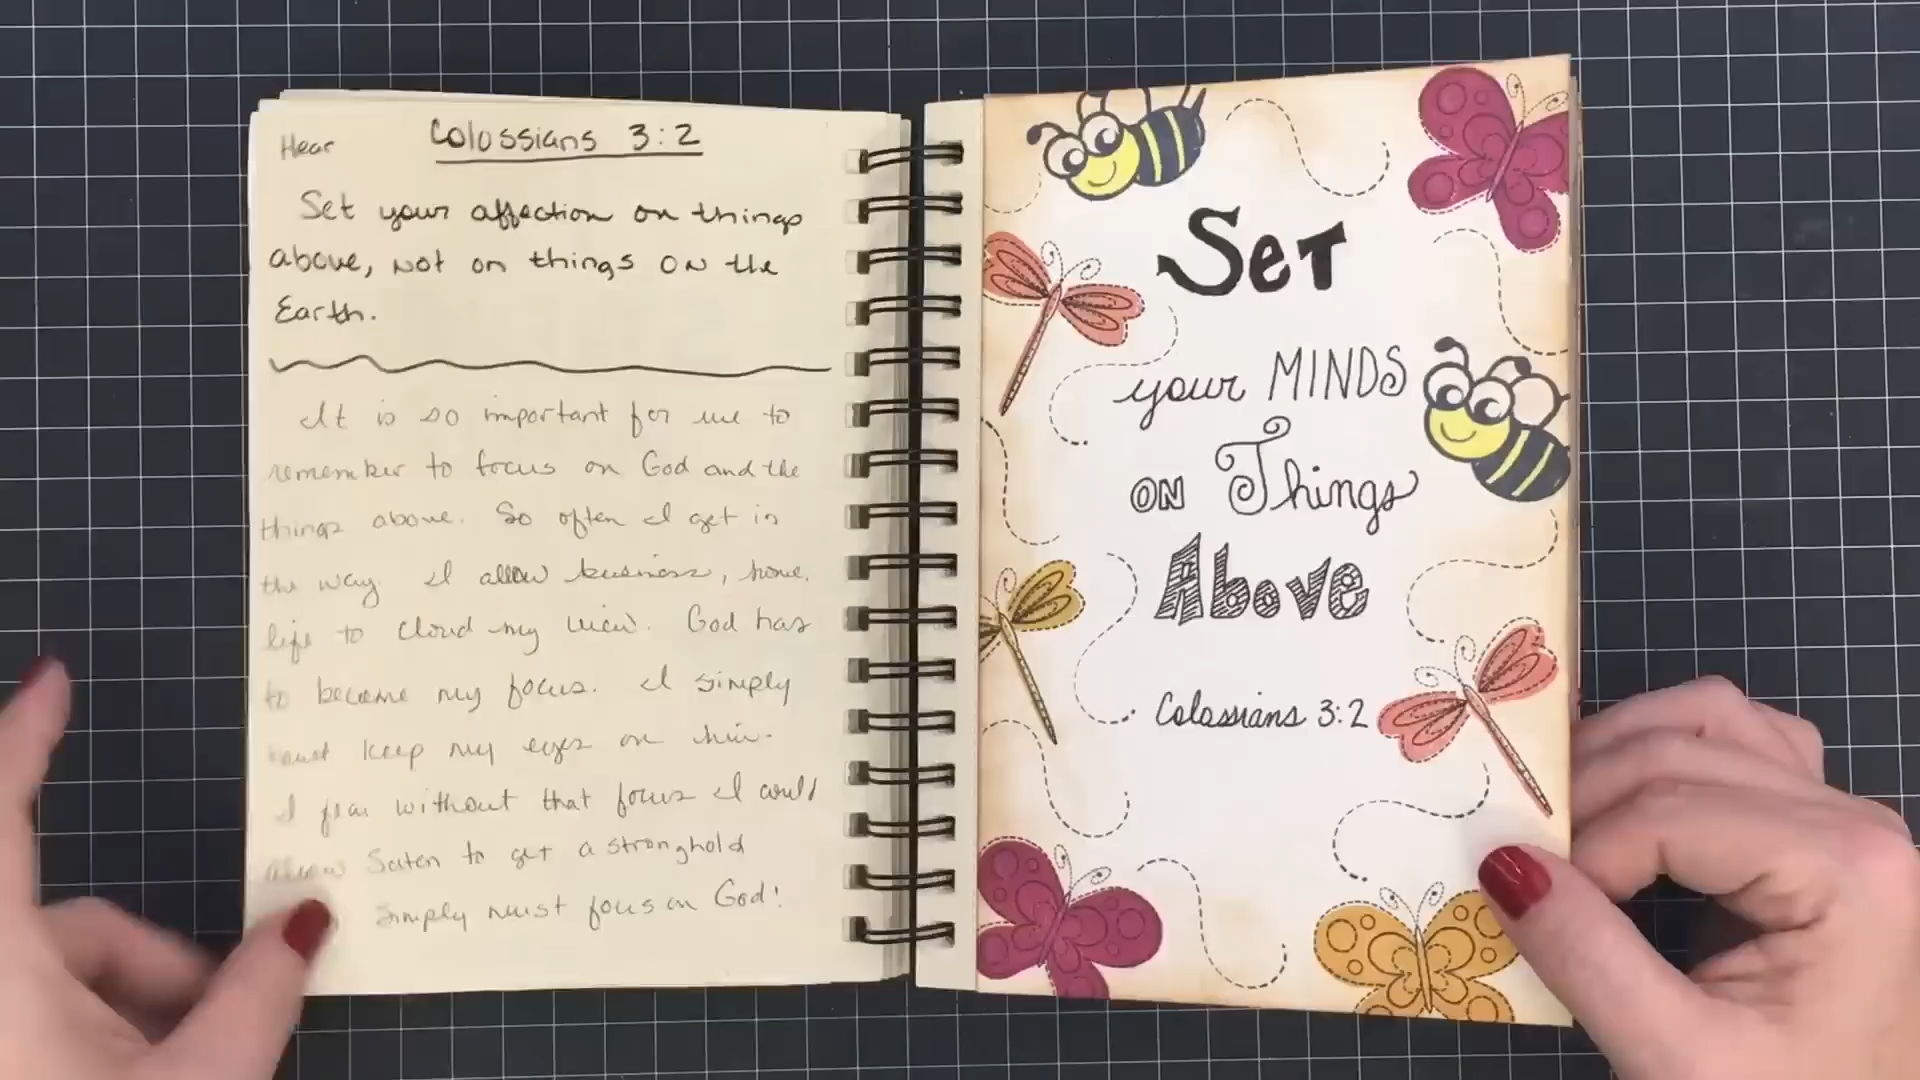 Hear
Colossians 3:2
Set your affection on things
above, not on things on the
Earth.
It is so important for me to
remember to focus on God and the
things above. So often I get in
the way. I allow business, home,
life to cloud my view. God has
to become my focus. I simply
must keep my eyes on him.
I fear without that focus I could
allow Saten to get a stronghold
simply must focus on God!
Set
your MINDS
ON Things
Above
Colossians 3:2